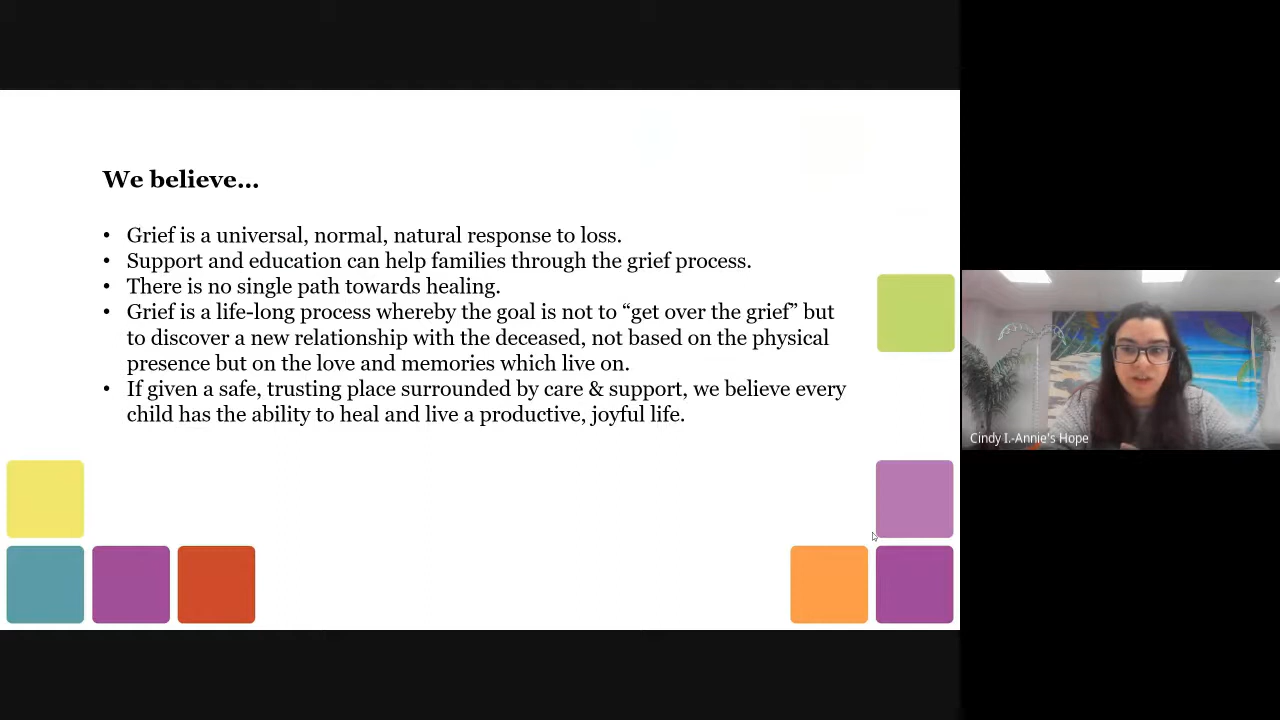 We believe...
• Grief is a universal, normal, natural response to loss.
• Support and education can help families through the grief process.
• There is no single path towards healing.
• Grief is a life-long process whereby the goal is not to “get over the grief” but
to discover a new relationship with the deceased, not based on the physical
presence but on the love and memories which live on.
• If given a safe, trusting place surrounded by care & support, we believe every
child has the ability to heal and live a productive, joyful life.
Cindy I.-Annie's Hope